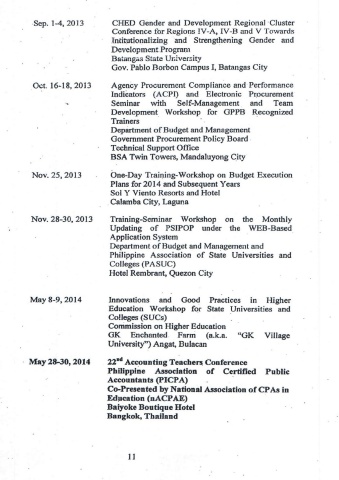 Sep. 1-4, 2013 CHED Gender and Development Regional Cluster
Conference for Regions IV-A, IV-B and V Towards
Initutionalizing and Strengthening Gender and
Development Program
Batangas State University
Gov. Pablo Borbon Campus I, Batangas City
Oct. 16-18, 2013 Agency Procurement Compliance and Performance
Indicators (ACPI) and Electronic Procurement
Seminar with Self-Management and Team
Development Workshop for GPPB Recognized
Trainers
Department of Budget and Management
Government Procurement Policy Board
Technical Support Office
BSA Twin Towers, Mandaluyong City
Nov. 25, 2013 One-Day Training-Workshop on Budget Execution
Plans for 2014 and Subsequent Years
Sol Y Viento Resorts and Hotel
Calamba City, Laguna
Nov. 28-30, 2013 Training-Seminar Workshop on the Monthly
Updating of PSIPOP under the WEB-Based
Application System
Department of Budget and Management and
Philippine Association of State Universities and
Colleges (PASUC)
Hotel Rembrant, Quezon City
May 8-9, 2014 Innovations and Good Practices in Higher
Education Workshop for State Universities and
Colleges (SUCs)
Commission on Higher Education
GK Enchanted Farm (a.k.a. "GK Village
University") Angat, Bulacan
May 28-30, 2014 22nd Accounting Teachers Conference
Philippine Association of Certified Public
Accountants (PICPA)
Co-Presented by National Association of CPAs in
Education (nACPAE)
Baiyoke Boutique Hotel
Bangkok, Thailand
11